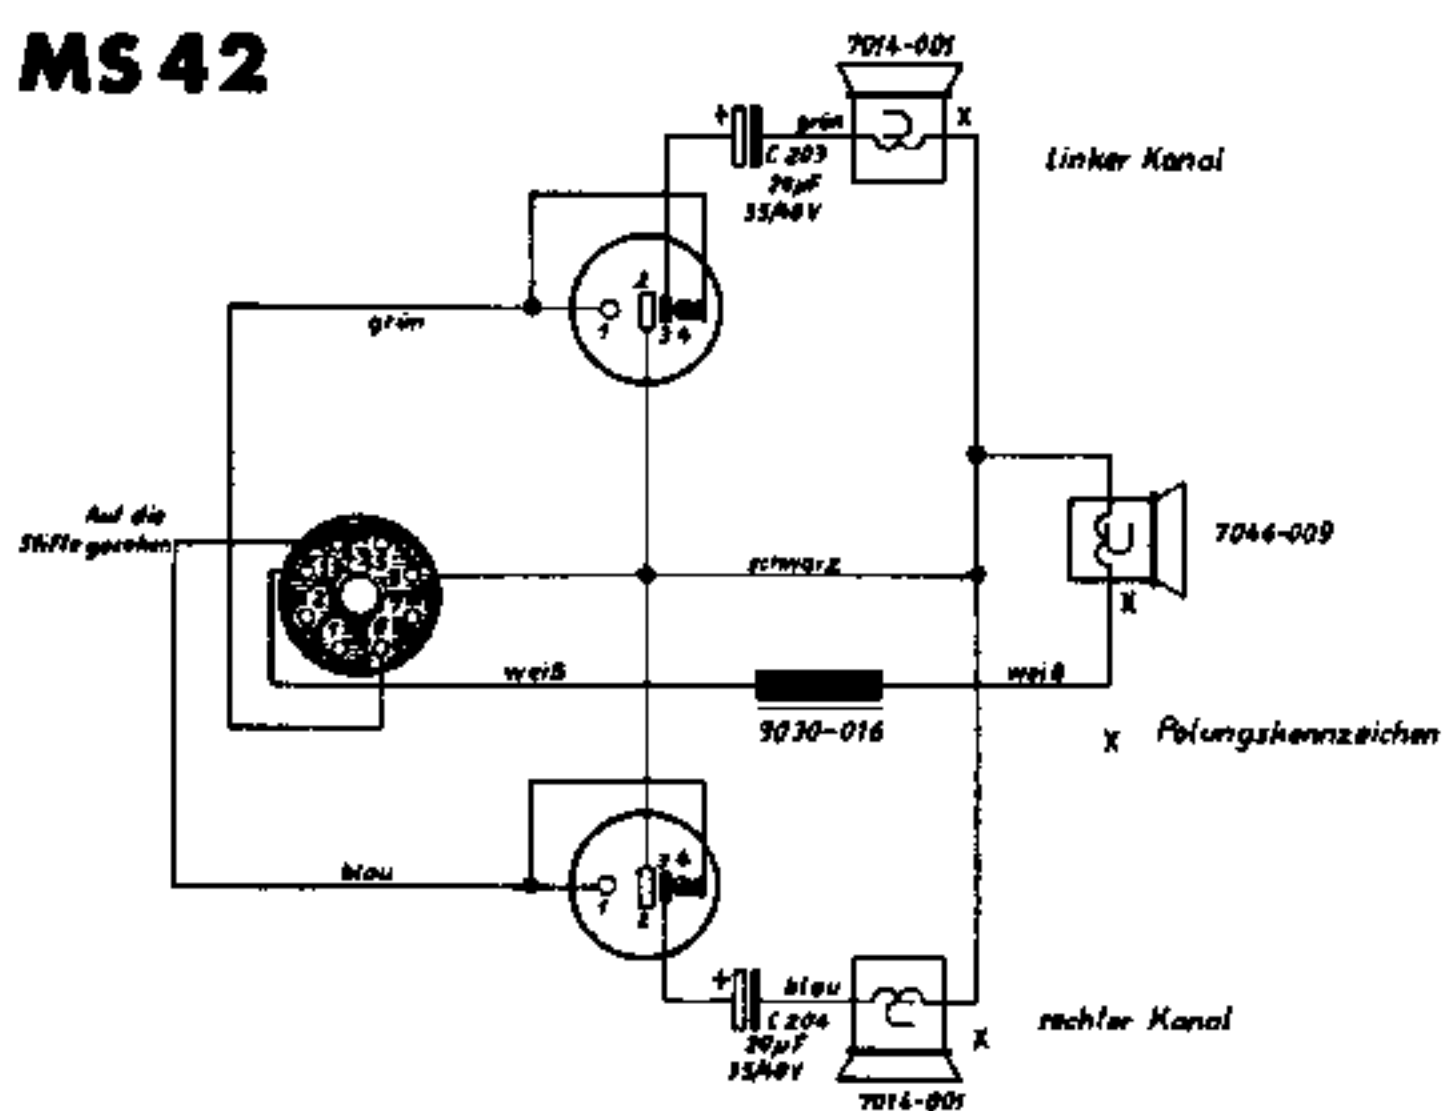 MS 42
7014-001
X
+
grün
C 203
20µF
35/40V
Linker Kanal
2
1
3 4
grün
Auf die
Stifte gesehen
schwarz
7044-009
X
weiß
weiß
9030-016
X Polungskennzeichen
3 4
1
2
blau
+
blau
C 204
20µF
35/40V
X
rechter Kanal
7014-001